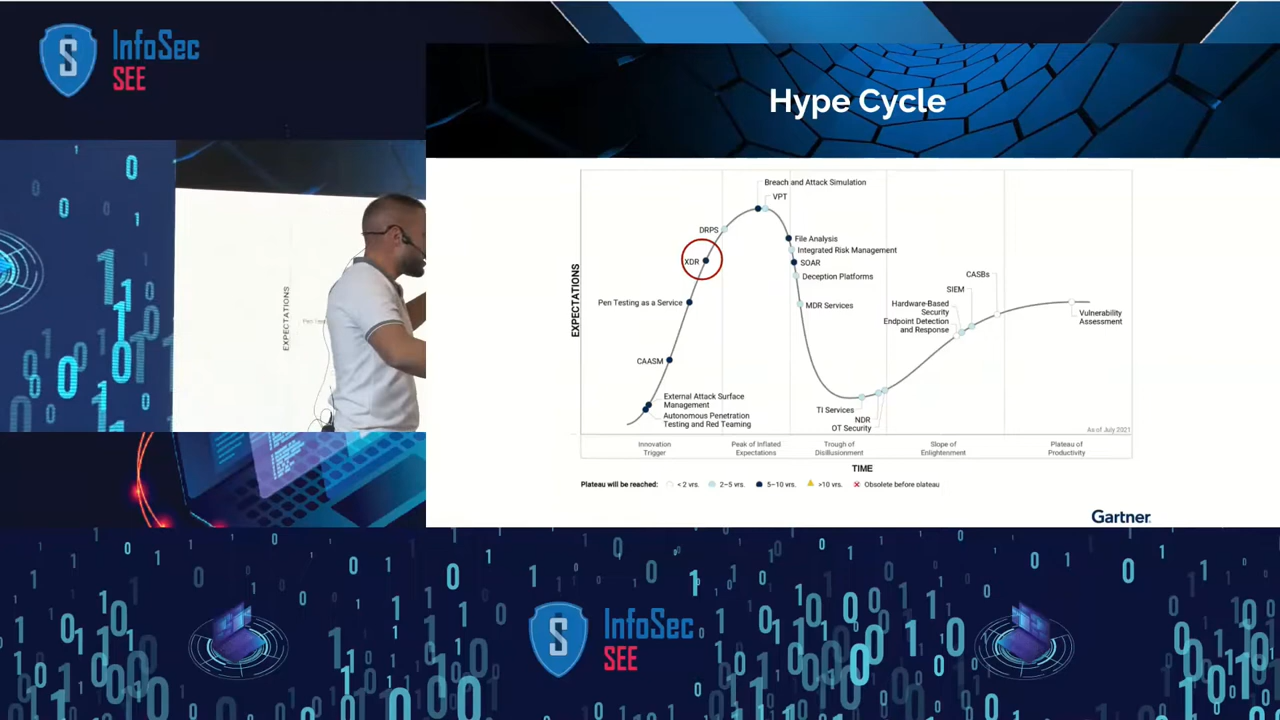 InfoSec
SEE
Hype Cycle
EXPECTATIONS
Breach and Attack Simulation
VPT
DRPS
XDR
File Analysis
Integrated Risk Management
SOAR
Deception Platforms
Pen Testing as a Service
MDR Services
CAASM
External Attack Surface
Management
Autonomous Penetration
Testing and Red Teaming
TI Services
NDR
OT Security
CASBs
SIEM
Hardware-Based
Security
Endpoint Detection
and Response
Vulnerability
Assessment
As of July 2021
Innovation
Trigger
Peak of Inflated
Expectations
Trough of
Disillusionment
Slope of
Enlightenment
Plateau of
Productivity
TIME
Plateau will be reached: < 2 yrs. 2–5 yrs. 5–10 yrs. >10 yrs. Obsolete before plateau
Gartner
EXPECTATIONS
InfoSec
SEE